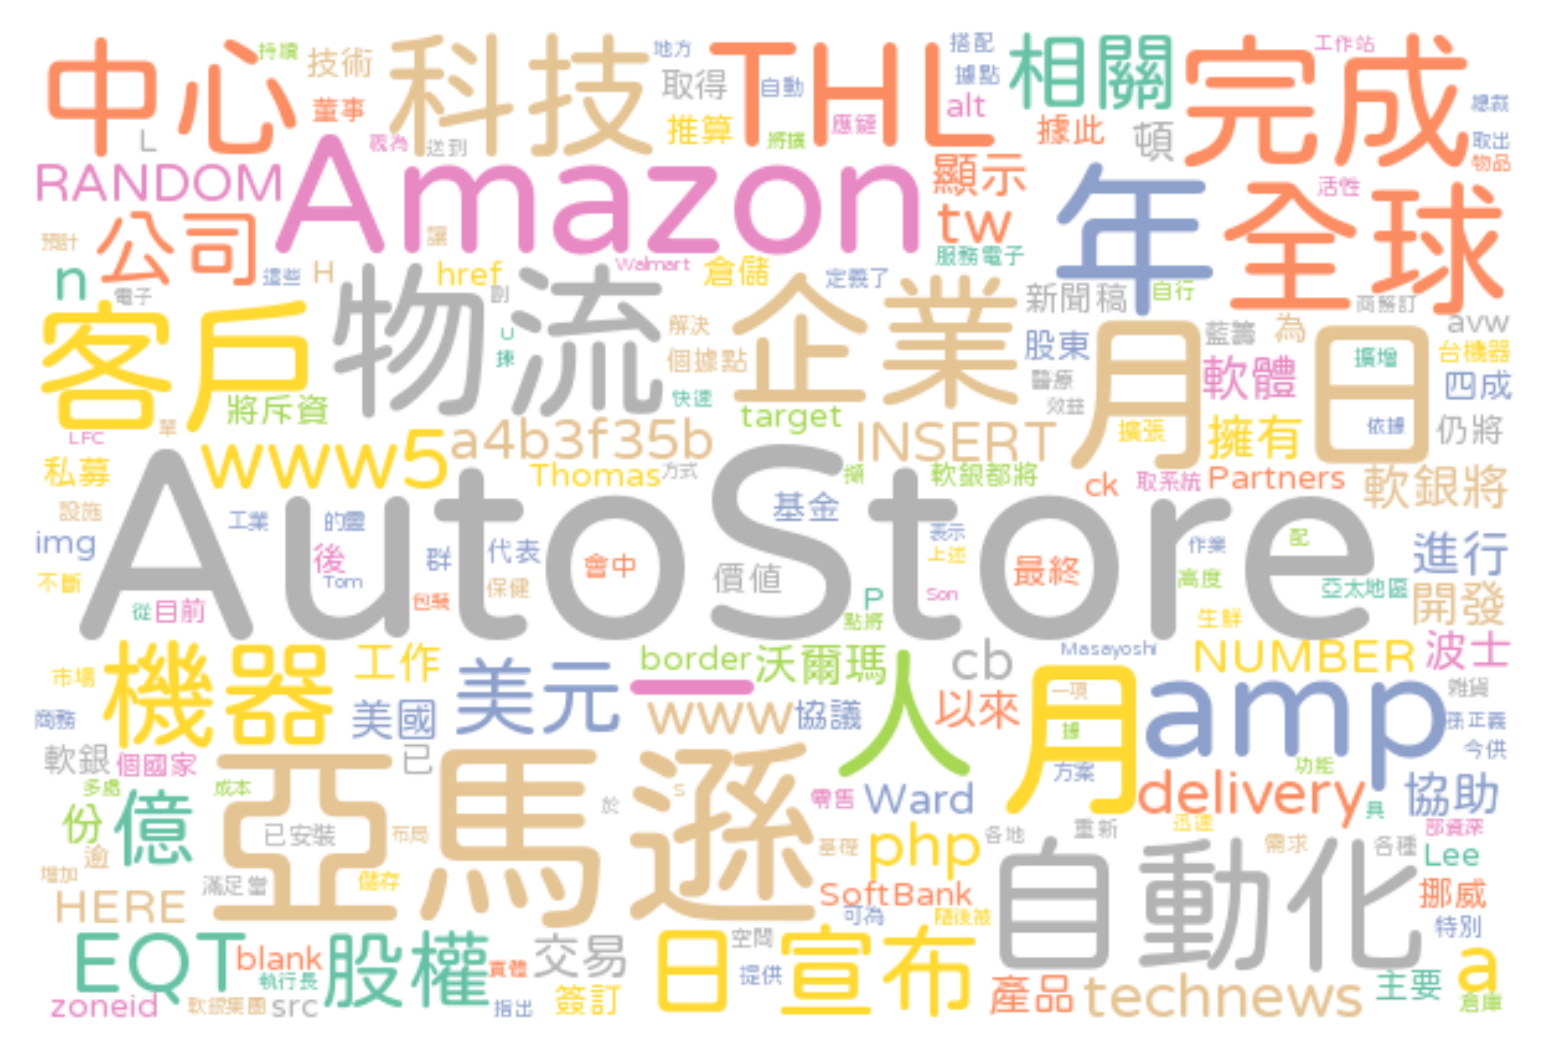 中心
持續
技術
科技
地方
取得
自動
THL
搭配
據點
alt
相關
完成
工作站
總裁
取出
物品
L
董事
視為
送到
推算
將擴
應鏈
據此
頓
RANDOM
Amazon
顯示
tw
年
全球
活性
預計
公司
這些
H
讓
href
Walmart
倉儲
定義了
服務電子
新聞稿
自行
商務訂
n
電子
客戶
物流
副
U
解決
個據點
快速
企業
股東
醫療
效益
月
藍籌
為
軟體
日
擴增
依據
avw
台機器
四成
將斥資
LFC
單
www5
a4b3f35b
target
INSERT
擴張
擁有
仍將
私募
設施
Thomas
方式
軟銀都將
ck
取系統
Partners
軟銀將
AutoStore
img
不斷
工業
的靈
後
Tom
從
目前
群
代表
包裝
保健
會中
價值
基金
P
點將
表示
上述
Son
最終
作業
高度
配
生鮮
亞太地區
進行
開發
市場
商務
機器
工作
美國
美元
border
一
沃爾瑪
www
協議
人
cb
以來
Masayoshi
月
一項
據
方案
NUMBER
波士
amp
雜貨
孫正義
今供
軟銀
個國家
多處
成本
已
份
億
亞馬遜
已安裝
布局
於
S
零售
Ward
delivery
功能
具
協助
逾
增加
HERE
滿足當
儲存
基礎
php
各地
重新
迅速
需求
各種
部資深
Lee
SoftBank
可為
隨後被
自動化
挪威
特別
EQT
blank
執行長
股權
實體
交易
日
空間
提供
宣布
產品
technews
主要
a
倉庫
zoneid
軟銀集團
src
指出
簽訂